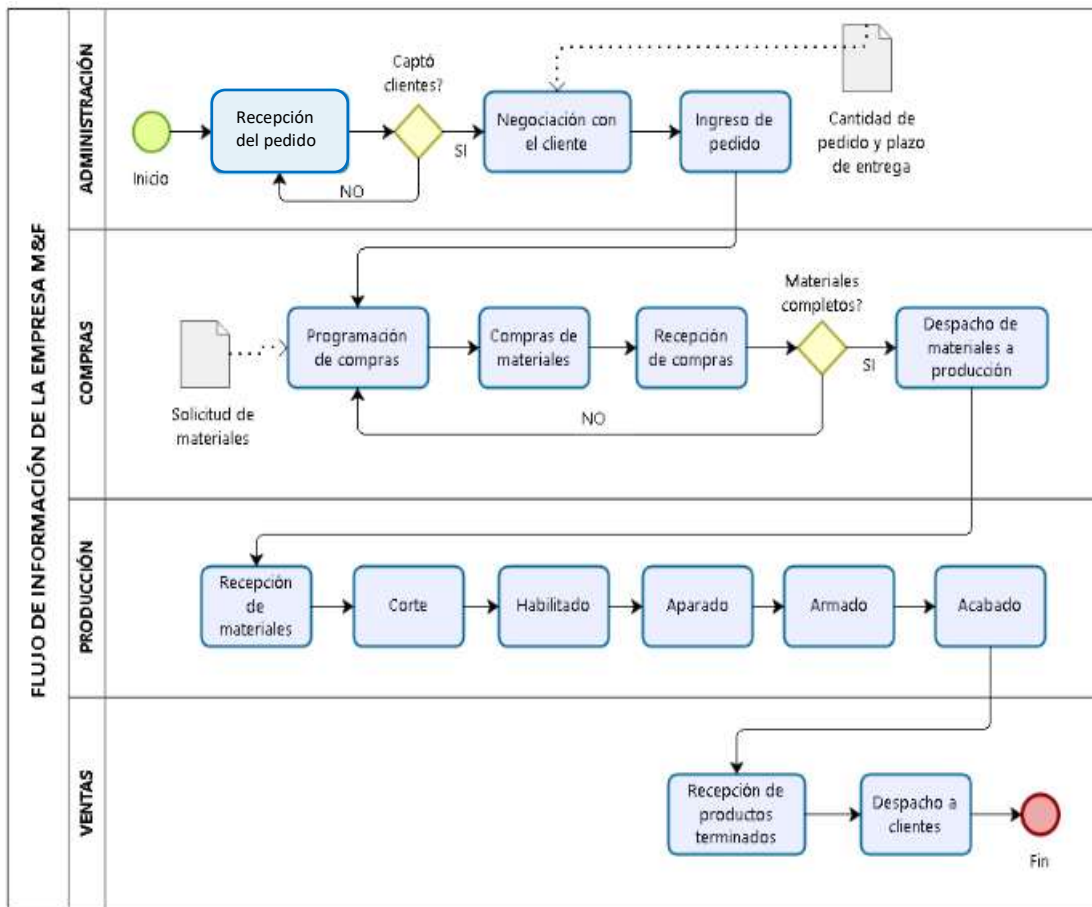 FLUJO DE INFORMACIÓN DE LA EMPRESA M&F
ADMINISTRACIÓN
Inicio
Recepción
del pedido
Captó
clientes?
SI
NO
Negociación con
el cliente
Ingreso de
pedido
Cantidad de
pedido y plazo
de entrega
COMPRAS
Solicitud de
materiales
Programación
de compras
Compras de
materiales
Recepción
de compras
Materiales
completos?
SI
NO
Despacho de
materiales a
producción
PRODUCCIÓN
Recepción
de
materiales
Corte
Habilitado
Aparado
Armado
Acabado
VENTAS
Recepción de
productos
terminados
Despacho a
clientes
Fin